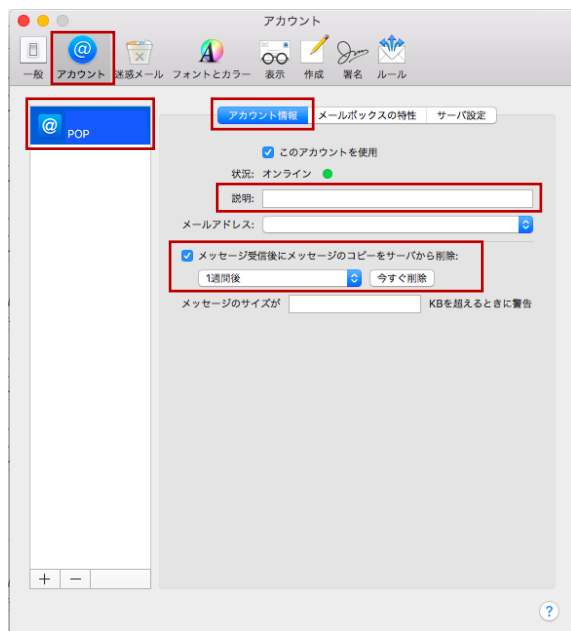 アカウント
一般 アカウント 迷惑メール フォントとカラー 表示 作成 署名 ルール
@ POP
アカウント情報 メールボックスの特性 サーバ設定
このアカウントを使用
状況: オンライン
説明:
メールアドレス:
メッセージ受信後にメッセージのコピーをサーバから削除:
1週間後 今すぐ削除
メッセージのサイズが KBを超えるときに警告
+ −
?